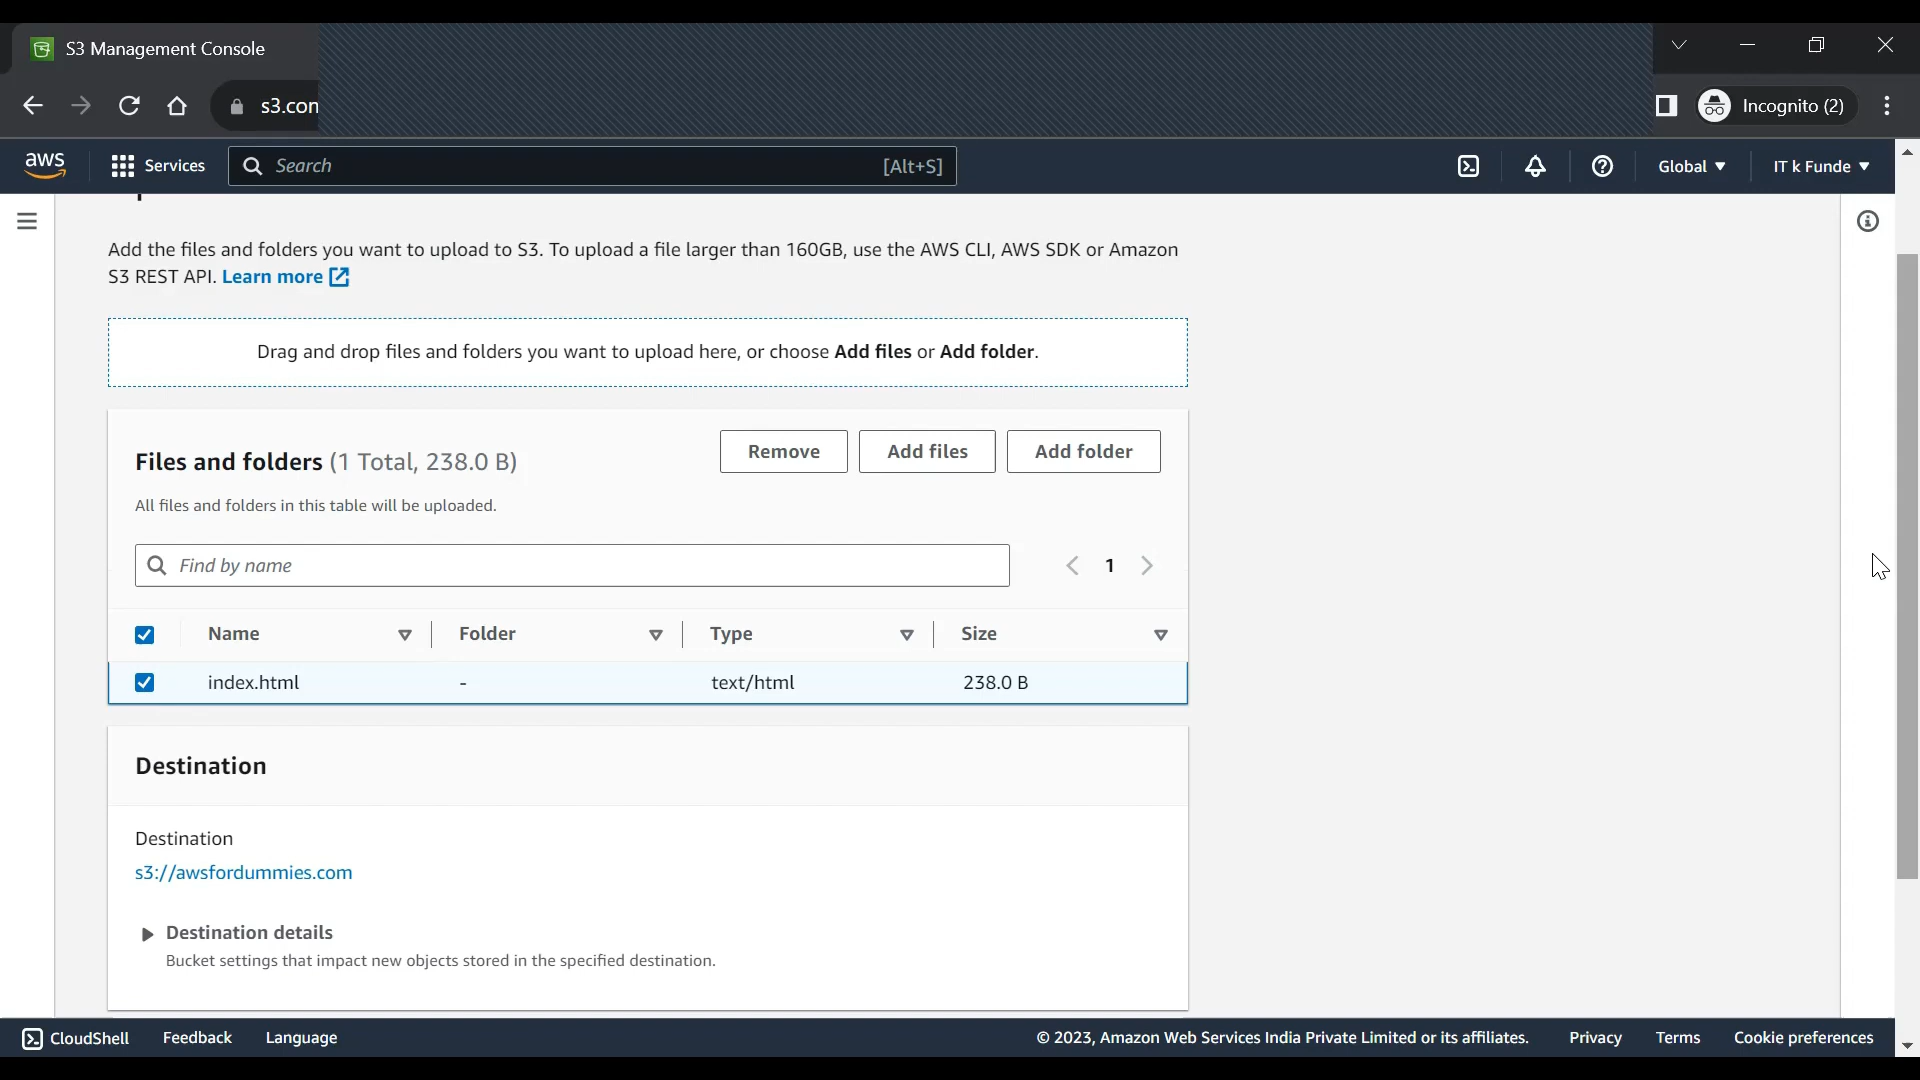 S3 Management Console
s3.con
Incognito (2)
aws
Services
Search
[Alt+S]
Global
IT k Funde
Add the files and folders you want to upload to S3. To upload a file larger than 160GB, use the AWS CLI, AWS SDK or Amazon
S3 REST API. Learn more
Drag and drop files and folders you want to upload here, or choose Add files or Add folder.
Files and folders (1 Total, 238.0 B)
Remove
Add files
Add folder
All files and folders in this table will be uploaded.
Find by name
1
Name
Folder
Type
Size
index.html
-
text/html
238.0 B
Destination
Destination
s3://awsfordummies.com
Destination details
Bucket settings that impact new objects stored in the specified destination.
CloudShell
Feedback
Language
© 2023, Amazon Web Services India Private Limited or its affiliates.
Privacy
Terms
Cookie preferences